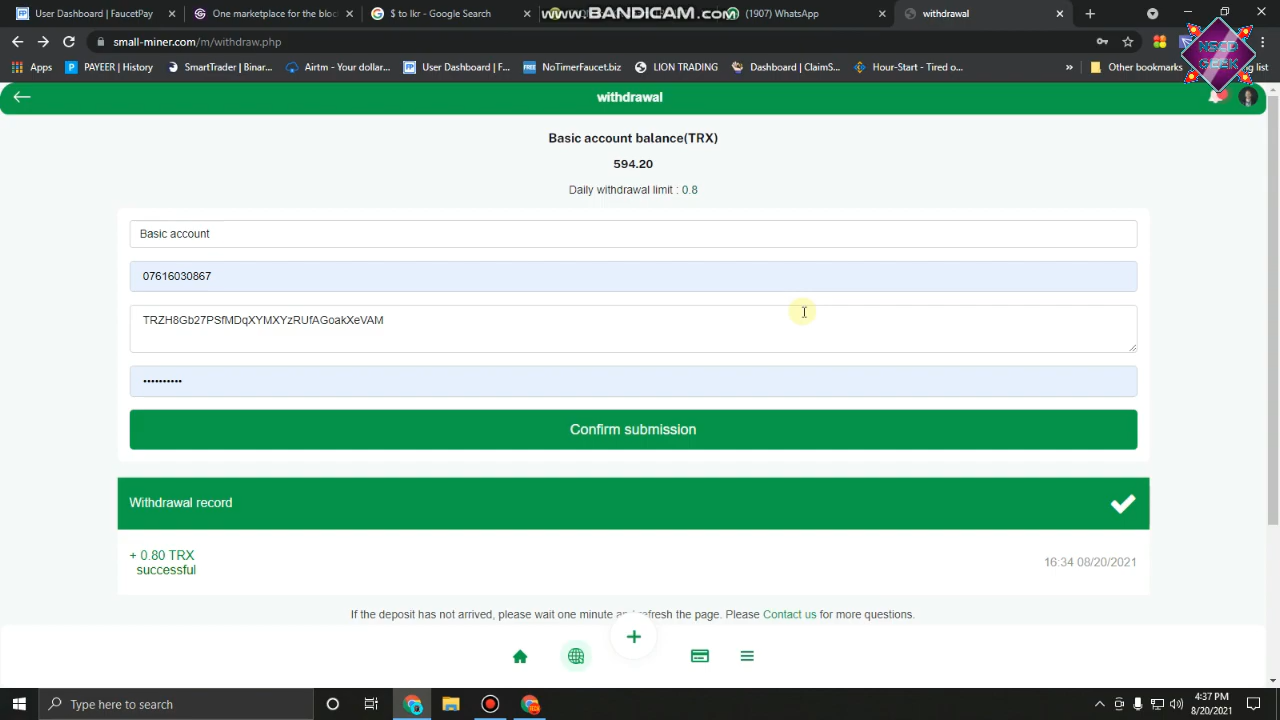 User Dashboard | FaucetPay
One marketplace for the bloc
$ to lkr - Google Search
www.BANDICAM.com
(1907) WhatsApp
withdrawal
small-miner.com/m/withdraw.php
NSCD
GEEK
Apps
PAYEER | History
SmartTrader | Binar...
Airtm - Your dollar...
User Dashboard | F...
NoTimerFaucet.biz
LION TRADING
Dashboard | ClaimS...
Hour-Start - Tired o...
»
Other bookmarks
ng list
withdrawal
Basic account balance(TRX)
594.20
Daily withdrawal limit : 0.8
Basic account
07616030867
TRZH8Gb27PSfMDqXYMXYzRUfAGoakXeVAM
••••••••••
Confirm submission
Withdrawal record
+ 0.80 TRX
successful
16:34 08/20/2021
If the deposit has not arrived, please wait one minute and refresh the page. Please Contact us for more questions.
Type here to search
4:37 PM
8/20/2021